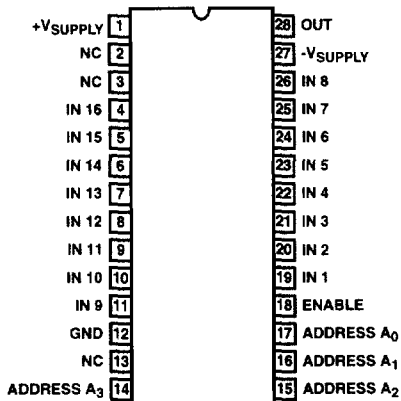 +VSUPPLY 1 28 OUT
NC 2 27 -VSUPPLY
NC 3 26 IN 8
IN 16 4 25 IN 7
IN 15 5 24 IN 6
IN 14 6 23 IN 5
IN 13 7 22 IN 4
IN 12 8 21 IN 3
IN 11 9 20 IN 2
IN 10 10 19 IN 1
IN 9 11 18 ENABLE
GND 12 17 ADDRESS A0
NC 13 16 ADDRESS A1
ADDRESS A3 14 15 ADDRESS A2